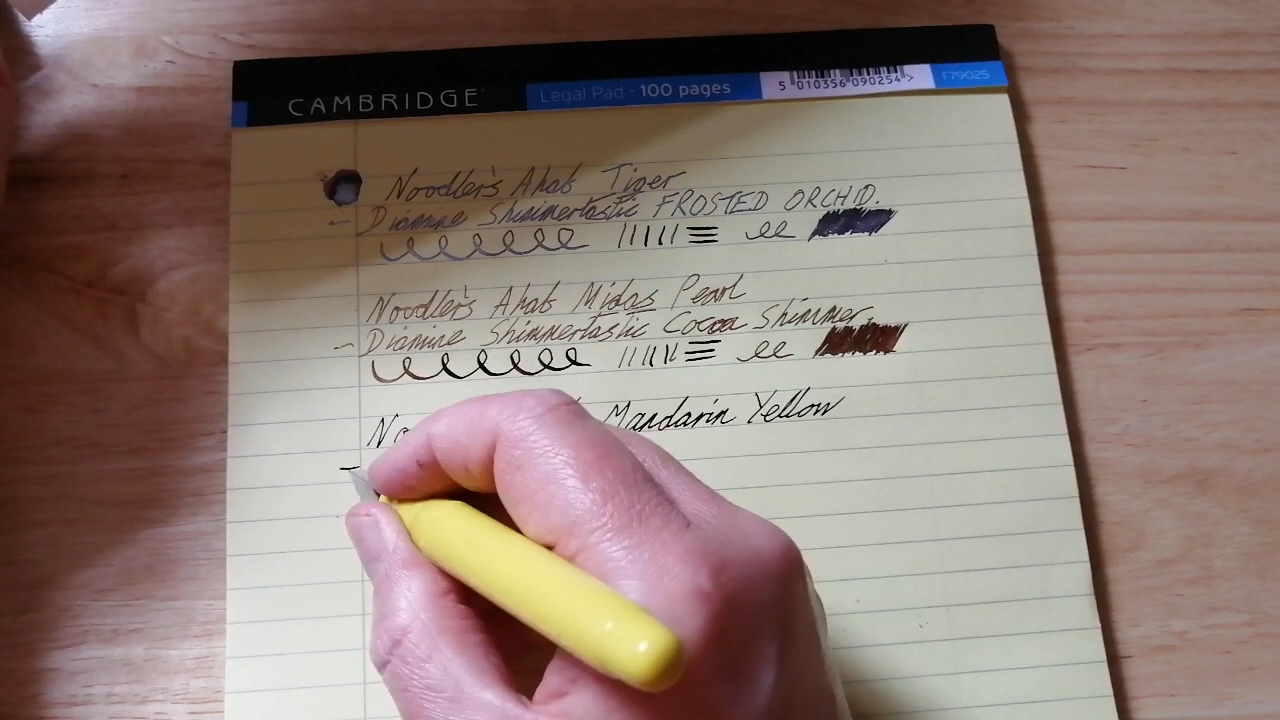 CAMBRIDGE Legal Pad - 100 pages 5 010356 090254 > F79025
Noodler's Ahab Tiger
- Diamine Shimmertastic FROSTED ORCHID.
Noodler's Ahab Midas Pearl
- Diamine Shimmertastic Cocoa Shimmer.
Mandarin Yellow
-